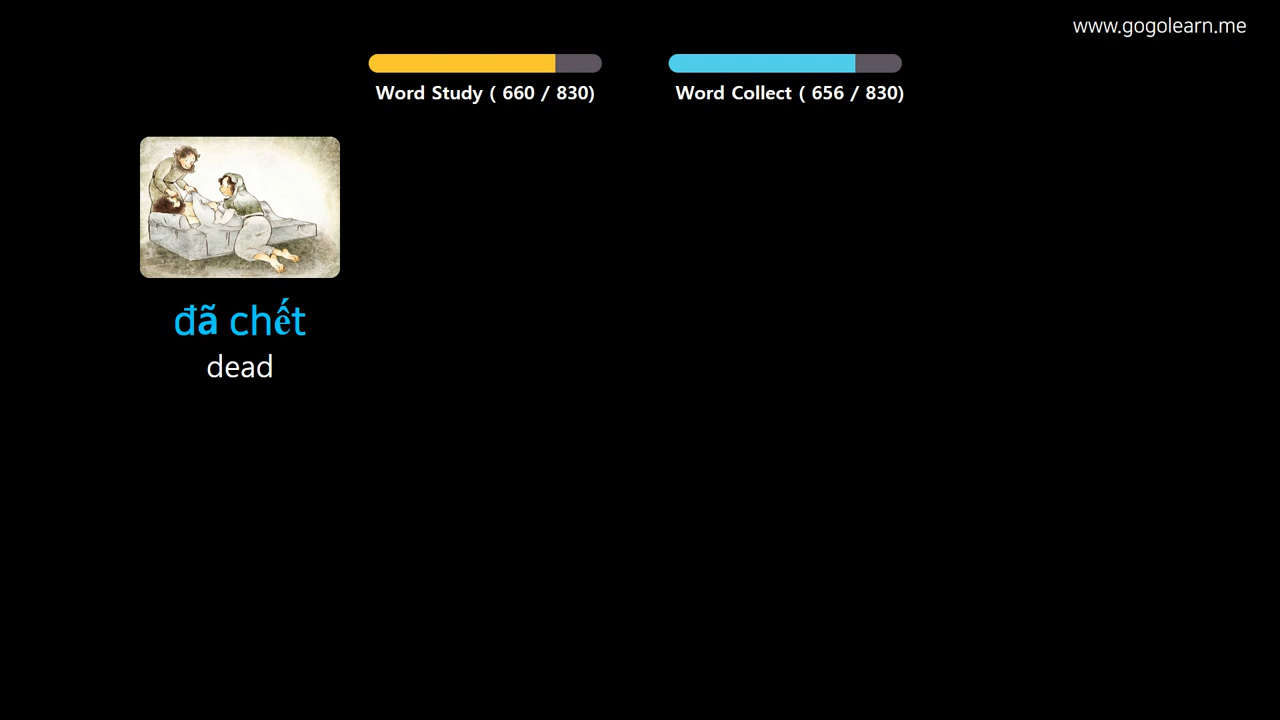 www.gogolearn.me
Word Study ( 660 / 830)
Word Collect ( 656 / 830)
đã chết
dead